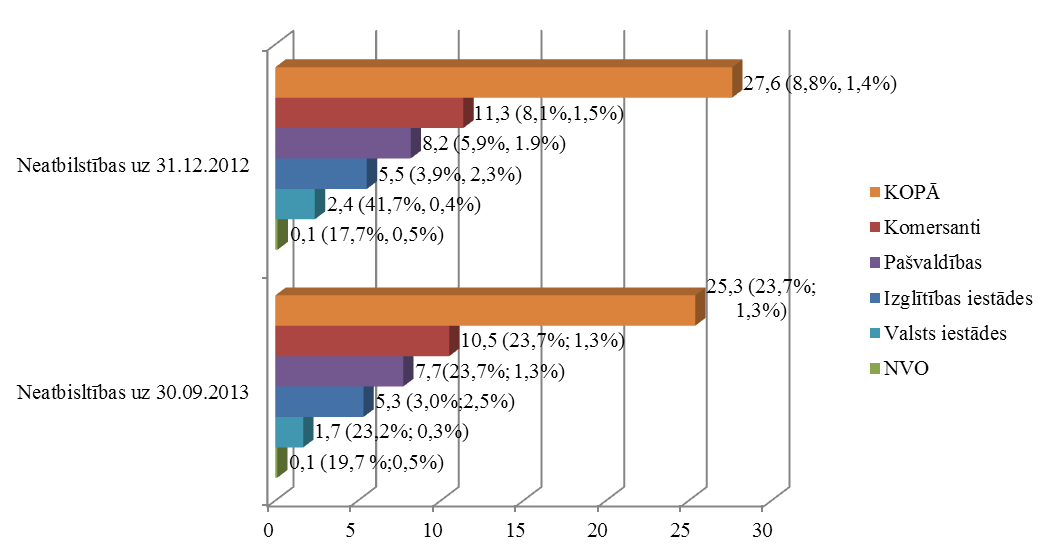 27,6 (8,8%, 1,4%)
11,3 (8,1%,1,5%)
8,2 (5,9%, 1.9%)
Neatbilstības uz 31.12.2012
5,5 (3,9%, 2,3%)
2,4 (41,7%, 0,4%)
0,1 (17,7%, 0,5%)
25,3 (23,7%;
1,3%)
10,5 (23,7%; 1,3%)
7,7(23,7%; 1,3%)
Neatbisltības uz 30.09.2013
5,3 (3,0%;2,5%)
1,7 (23,2%; 0,3%)
0,1 (19,7 %;0,5%)
0 5 10 15 20 25 30
KOPĀ
Komersanti
Pašvaldības
Izglītības iestādes
Valsts iestādes
NVO